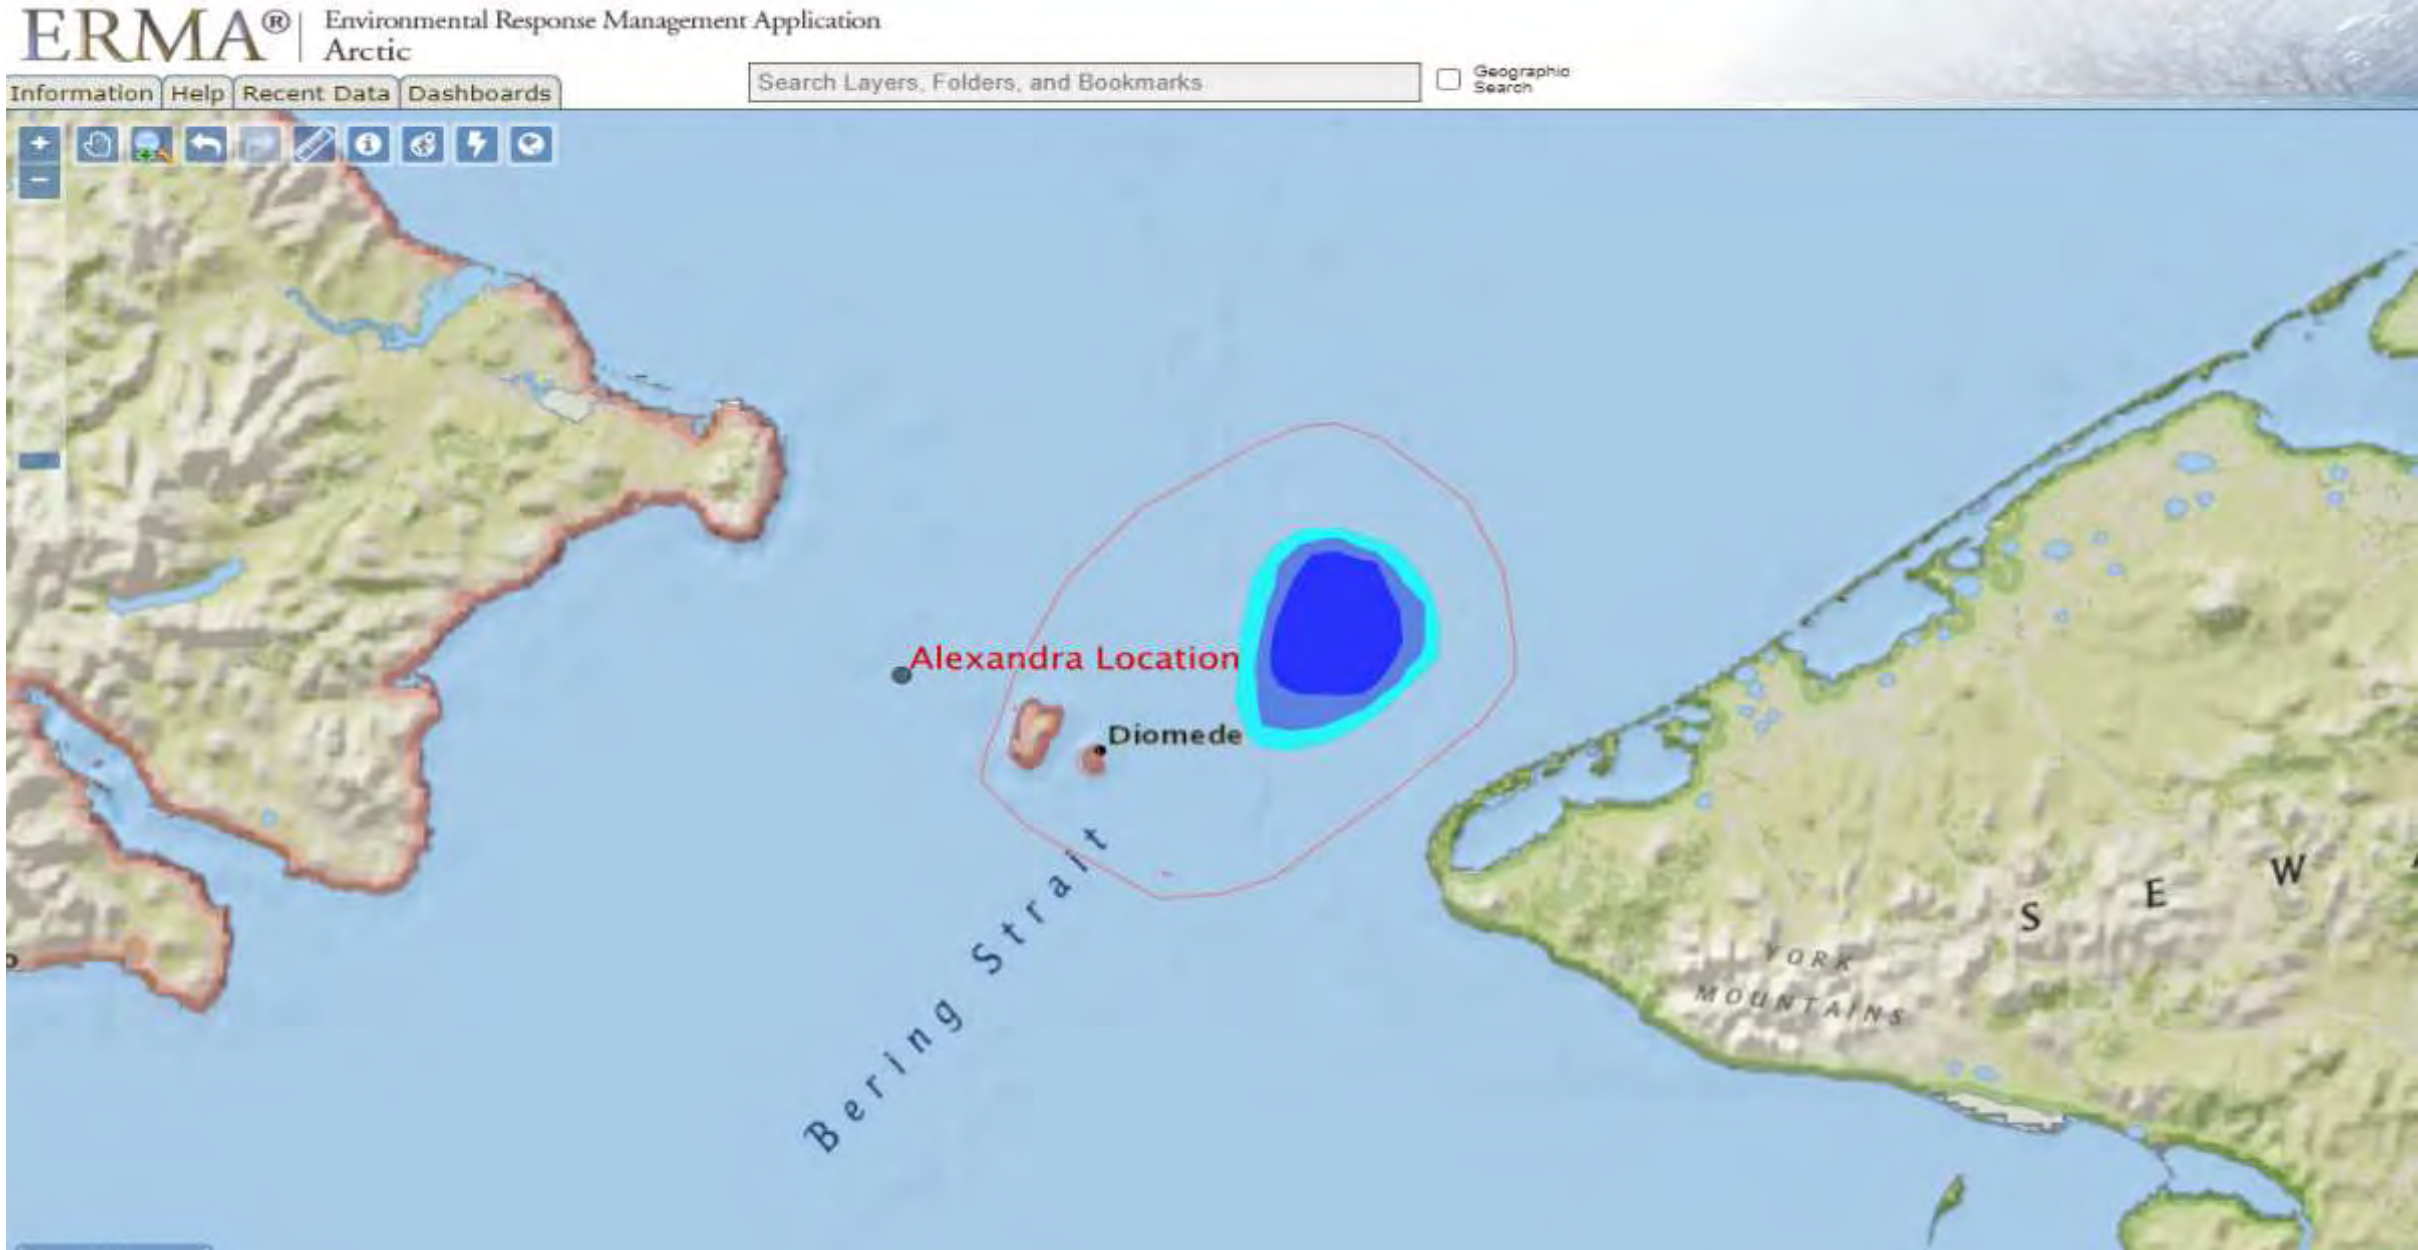 ERMA® Environmental Response Management Application
Arctic
Information Help Recent Data Dashboards
Search Layers, Folders, and Bookmarks
Geographic
Search
Alexandra Location
Diomede
Bering Strait
S E W
YORK
MOUNTAINS